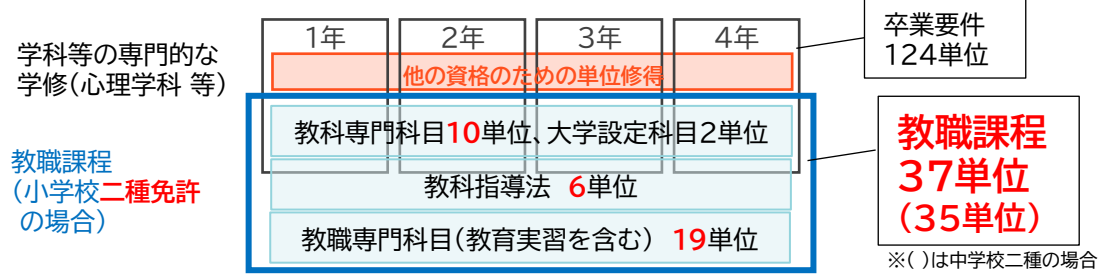 学科等の専門的な
学修(心理学科 等)
1年 2年 3年 4年
他の資格のための単位修得
卒業要件
124単位
教職課程
(小学校二種免許
の場合)
教科専門科目10単位、大学設定科目2単位
教科指導法 6単位
教職専門科目(教育実習を含む) 19単位
教職課程
37単位
(35単位)
※( )は中学校二種の場合